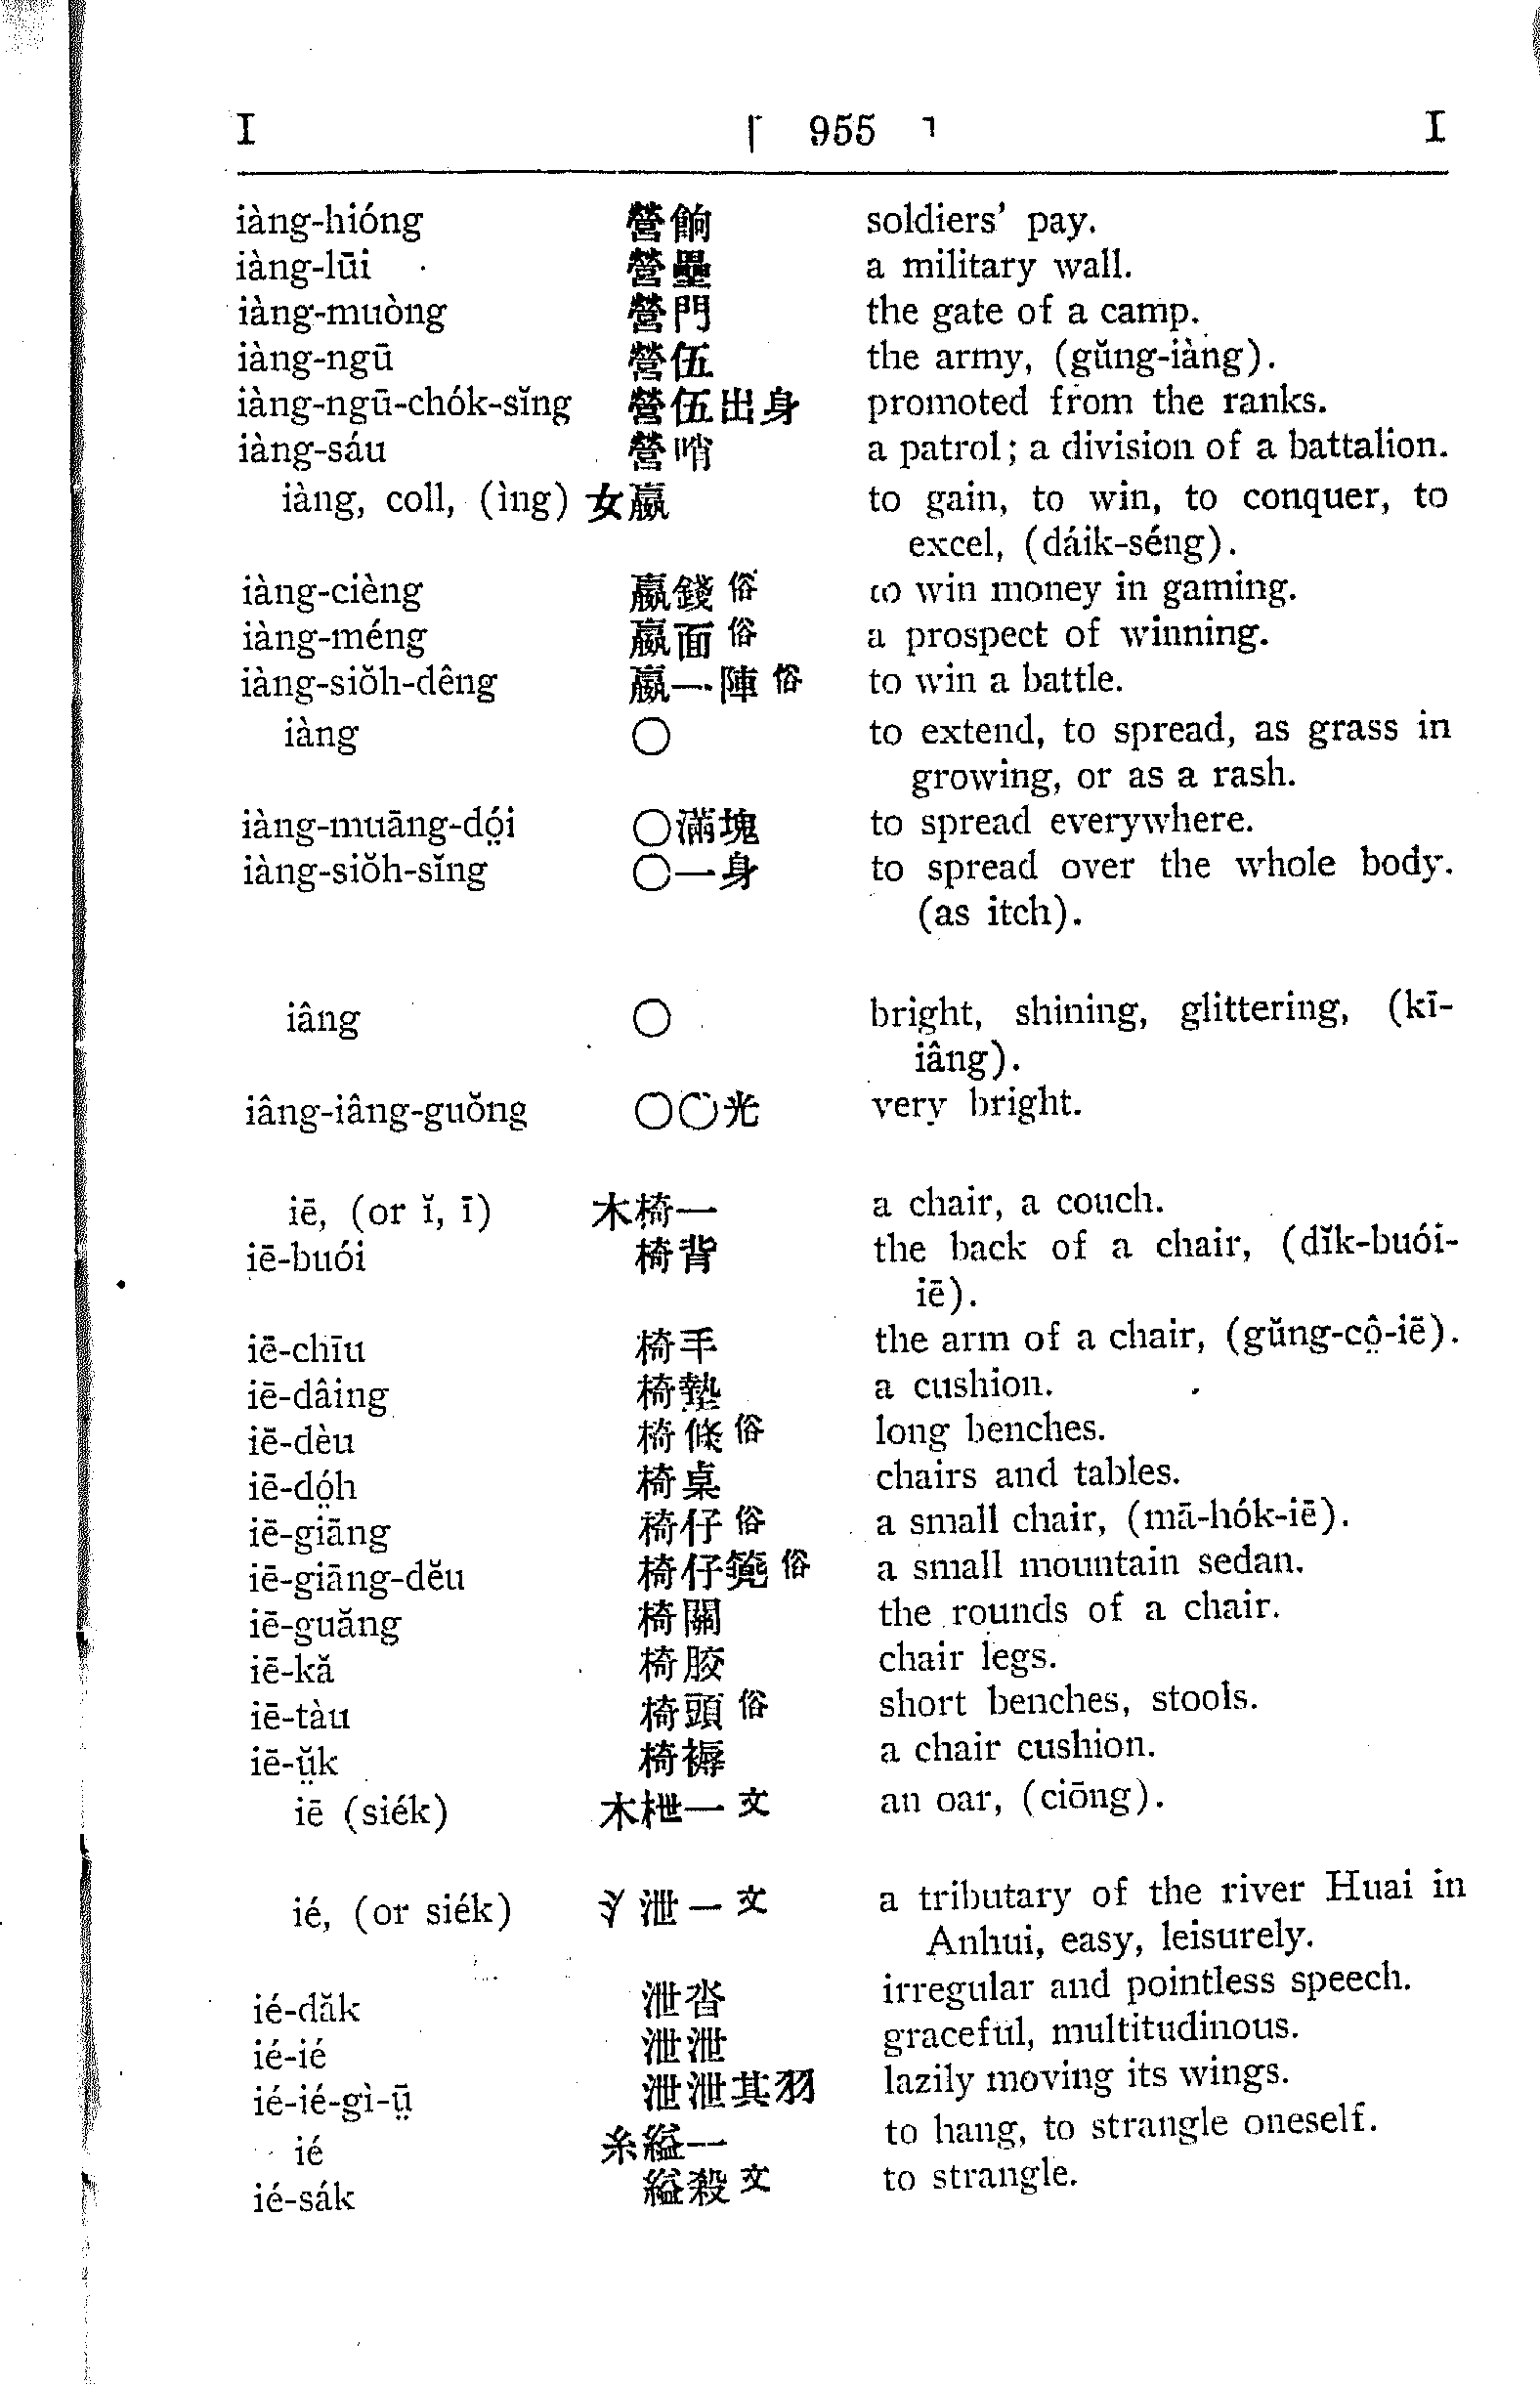 I 「 955 ㄱ I
iàng-hióng 營餉 soldiers' pay.
iàng-lūi 營壘 a military wall.
iàng-muòng 營門 the gate of a camp.
iàng-ngū 營伍 the army, (gŭng-iàng).
iàng-ngū-chók-sĭng 營伍出身 promoted from the ranks.
iàng-sáu 營哨 a patrol; a division of a battalion.
iàng, coll, (ìng) 女嬴 to gain, to win, to conquer, to
excel, (dáik-séng).
iàng-cièng 嬴錢 俗 to win money in gaming.
iàng-méng 嬴面 俗 a prospect of winning.
iàng-siŏh-dêng 嬴一陣 俗 to win a battle.
iàng ○ to extend, to spread, as grass in
growing, or as a rash.
iàng-muāng-dó̤i ○滿塊 to spread everywhere.
iàng-siŏh-sĭng ○一身 to spread over the whole body.
(as itch).
iâng ○ bright, shining, glittering, (kī-
iâng).
iâng-iâng-guŏng ○○光 very bright.
iē, (or ĭ, ī) 木椅一 a chair, a couch.
iē-buói 椅背 the back of a chair, (dĭk-buói-
iē).
iē-chīu 椅手 the arm of a chair, (gŭng-cô̤-iē).
iē-dâing 椅墊 a cushion.
iē-dèu 椅條 俗 long benches.
iē-dó̤h 椅桌 chairs and tables.
iē-giāng 椅仔 俗 a small chair, (mā-hók-iē).
iē-giāng-dĕu 椅仔 俗 a small mountain sedan.
iē-guăng 椅關 the rounds of a chair.
iē-kă 椅骹 chair legs.
iē-tàu 椅頭 俗 short benches, stools.
iē-ṳ̆k 椅褥 a chair cushion.
iē (siék) 木枻一 文 an oar, (ciōng).
ié, (or siék) 氵泄一 文 a tributary of the river Huai in
Anhui, easy, leisurely.
ié-dăk 泄沓 irregular and pointless speech.
ié-ié 泄泄 graceful, multitudinous.
ié-ié-gì-ṳ̄ 泄泄其羽 lazily moving its wings.
ié 糸縊一 to hang, to strangle oneself.
ié-sák 縊殺 文 to strangle.